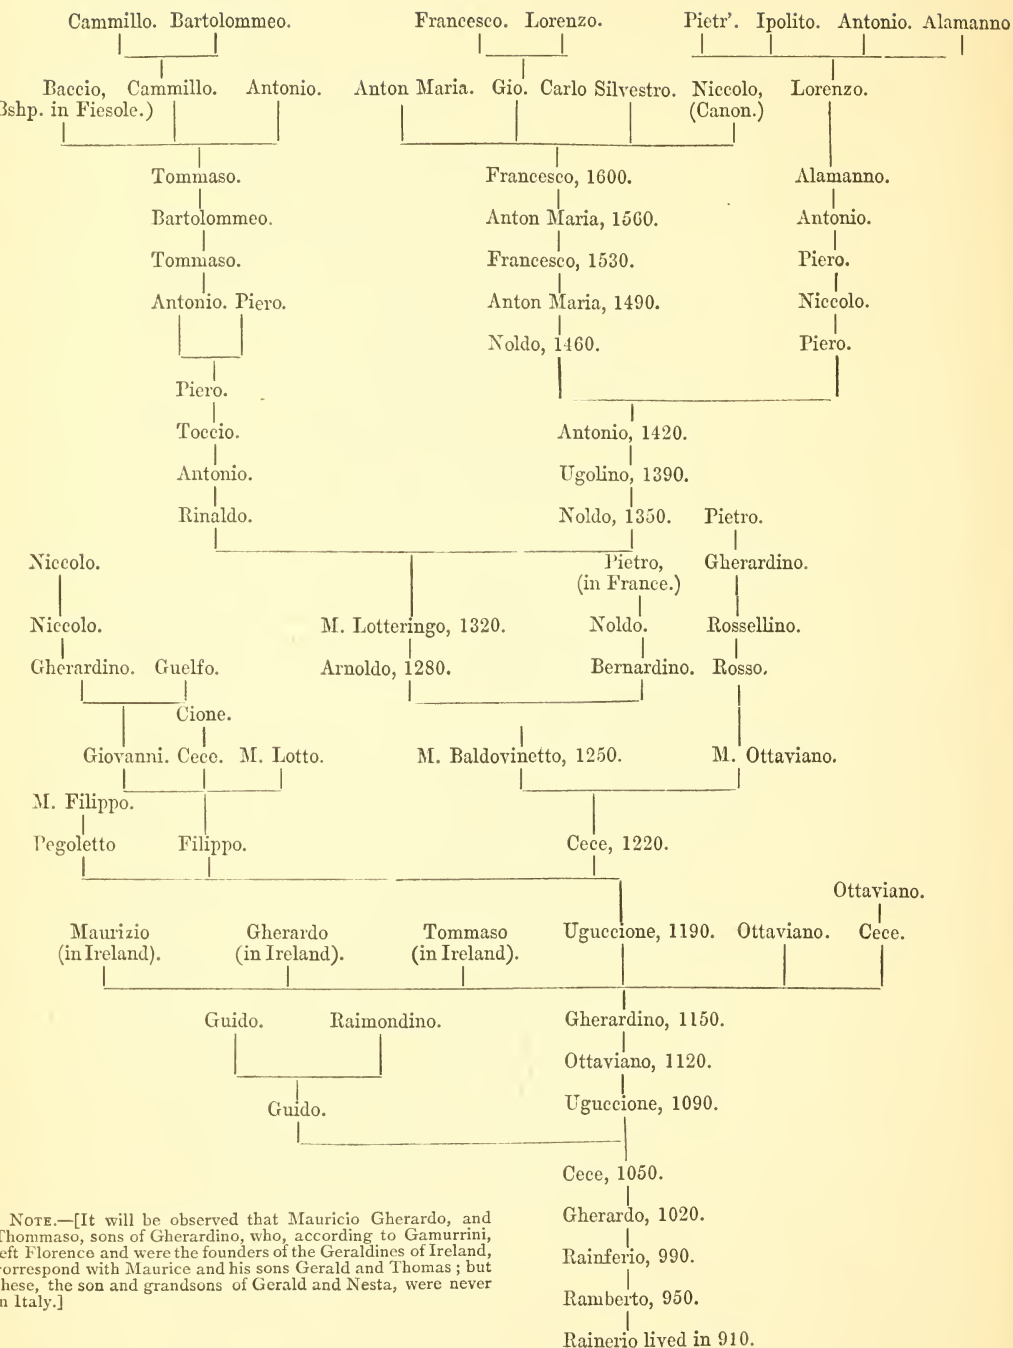 Cammillo. Bartolommeo. Francesco. Lorenzo. Pietr'. Ipolito. Antonio. Alamanno
Baccio, Cammillo. Antonio. Anton Maria. Gio. Carlo Silvestro. Niccolo, Lorenzo.
Bshp. in Fiesole.) (Canon.)
Tommaso. Francesco, 1600. Alamanno.
Bartolommeo. Anton Maria, 1560. Antonio.
Tommaso. Francesco, 1530. Piero.
Antonio. Piero. Anton Maria, 1490. Niccolo.
Noldo, 1460. Piero.
Piero.
Toccio. Antonio, 1420.
Antonio. Ugolino, 1390.
Rinaldo. Noldo, 1350. Pietro.
Niccolo. Pietro, Gherardino.
(in France.)
Niccolo. M. Lotteringo, 1320. Noldo. Rossellino.
Gherardino. Guelfo. Arnoldo, 1280. Bernardino. Rosso.
Cione.
Giovanni. Cece. M. Lotto. M. Baldovinetto, 1250. M. Ottaviano.
M. Filippo.
Pegoletto Filippo. Cece, 1220.
Ottaviano.
Maurizio Gherardo Tommaso Uguccione, 1190. Ottaviano. Cece.
(in Ireland). (in Ireland). (in Ireland).
Guido. Raimondino. Gherardino, 1150.
Ottaviano, 1120.
Guido. Uguccione, 1090.
Cece, 1050.
Gherardo, 1020.
Rainferio, 990.
Ramberto, 950.
Rainerio lived in 910.
NOTE.—[It will be observed that Mauricio Gherardo, and
Thommaso, sons of Gherardino, who, according to Gamurrini,
left Florence and were the founders of the Geraldines of Ireland,
correspond with Maurice and his sons Gerald and Thomas; but
these, the son and grandsons of Gerald and Nesta, were never
in Italy.]